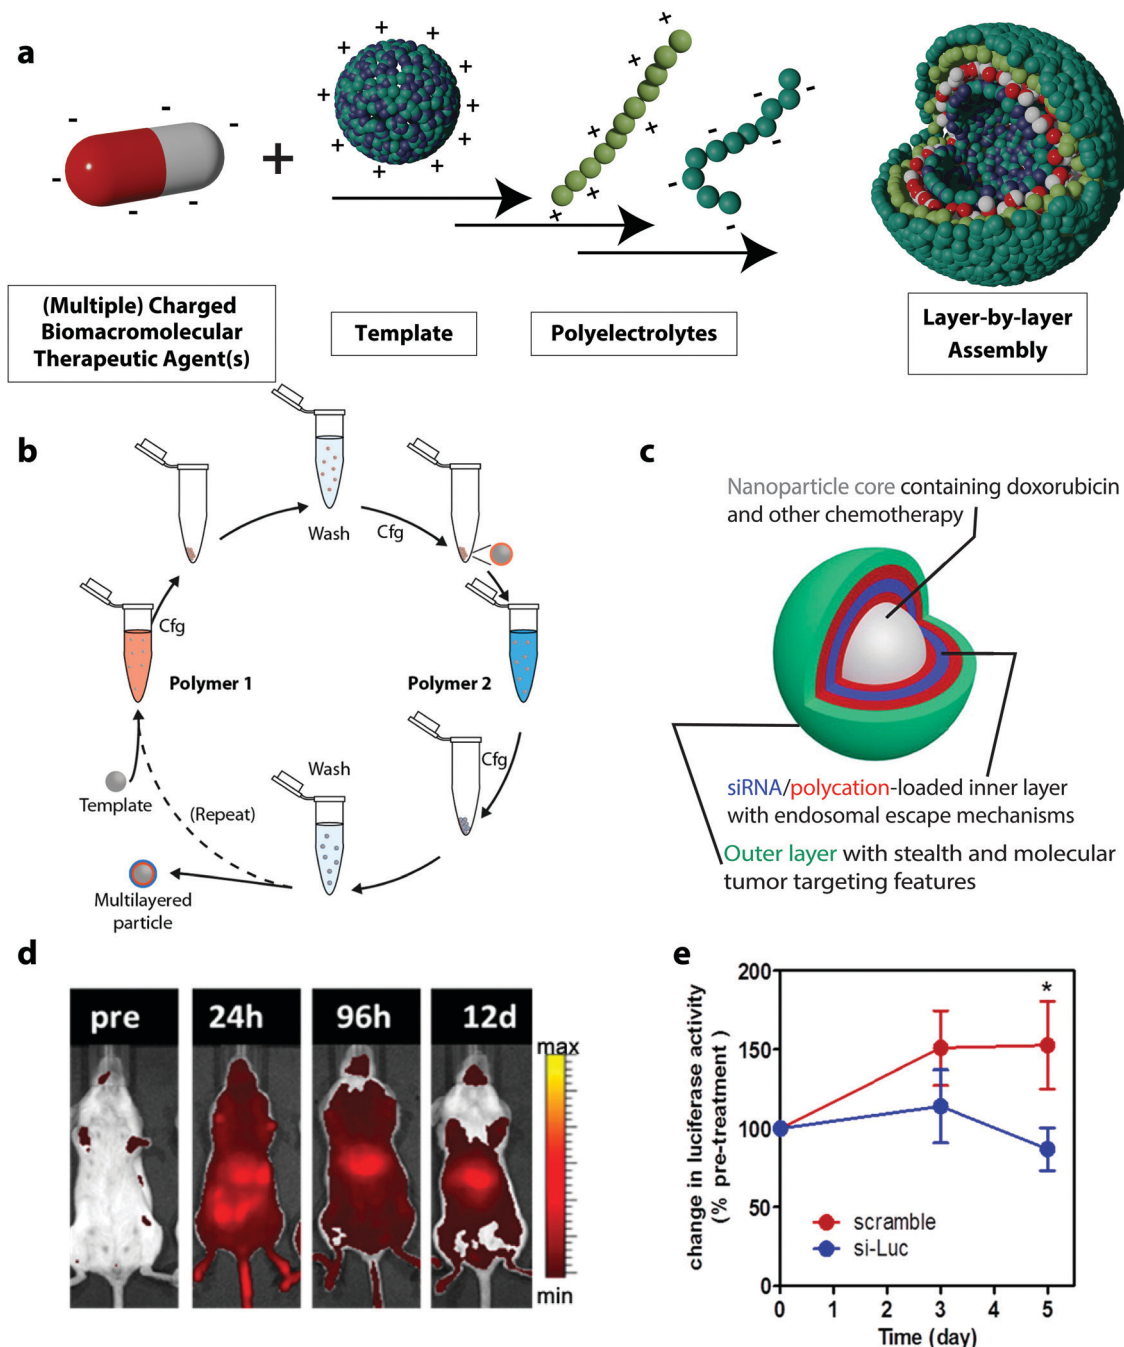 a
+
-
(Multiple) Charged
Biomacromolecular
Therapeutic Agent(s)
Template
Polyelectrolytes
Layer-by-layer
Assembly
b
Wash
Cfg
Cfg
Polymer 1
Polymer 2
Cfg
Wash
Template
(Repeat)
Multilayered
particle
c
Nanoparticle core containing doxorubicin
and other chemotherapy
siRNA/polycation-loaded inner layer
with endosomal escape mechanisms
Outer layer with stealth and molecular
tumor targeting features
d
pre
24h
96h
12d
max
min
e
change in luciferase activity
(% pre-treatment)
200
150
100
50
0
*
scramble
si-Luc
0 1 2 3 4 5
Time (day)